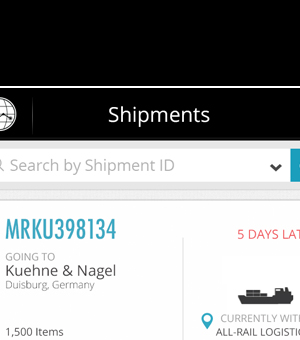 Shipments
Search by Shipment ID
MRKU398134
5 DAYS LAT
GOING TO
Kuehne & Nagel
Duisburg, Germany
CURRENTLY WIT
1,500 Items
ALL-RAIL LOGISTIC